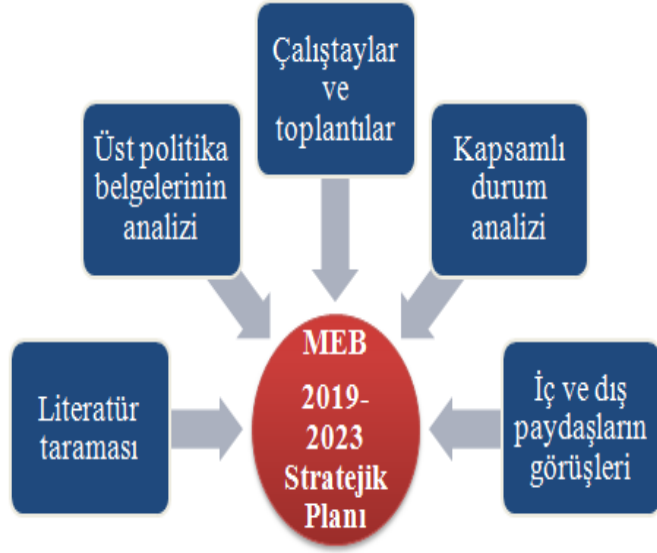 Çalıştaylar
ve
toplantılar
Üst politika
belgelerinin
analizi
Kapsamlı
durum
analizi
Literatür
taraması
MEB
2019-
2023
Stratejik
Planı
İç ve dış
paydaşların
görüşleri